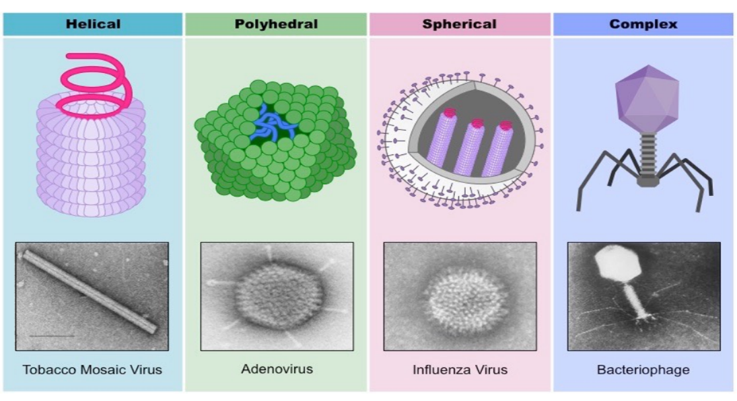 Helical
Polyhedral
Spherical
Complex
Tobacco Mosaic Virus
Adenovirus
Influenza Virus
Bacteriophage